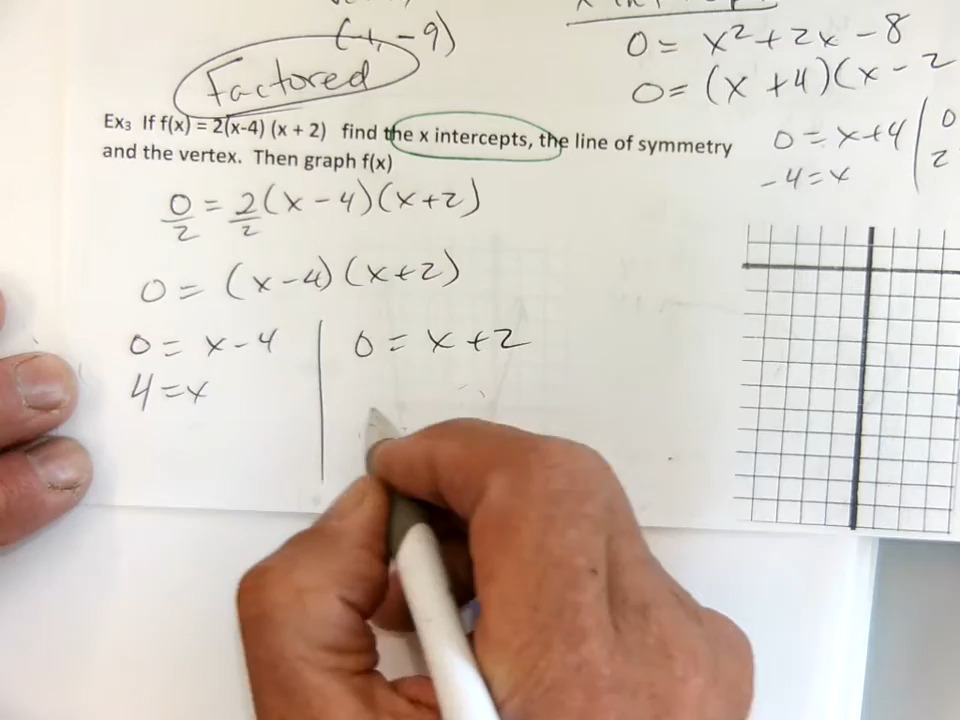 (1, -9)
Factored
0 = x² + 2x - 8
0 = (x + 4)(x - 2
0 = x + 4 | 0
-4 = x | 2
Ex3 If f(x) = 2(x-4) (x + 2) find the x intercepts, the line of symmetry
and the vertex. Then graph f(x)
0/2 = 2/2 (x - 4)(x + 2)
0 = (x - 4)(x + 2)
0 = x - 4 | 0 = x + 2
4 = x